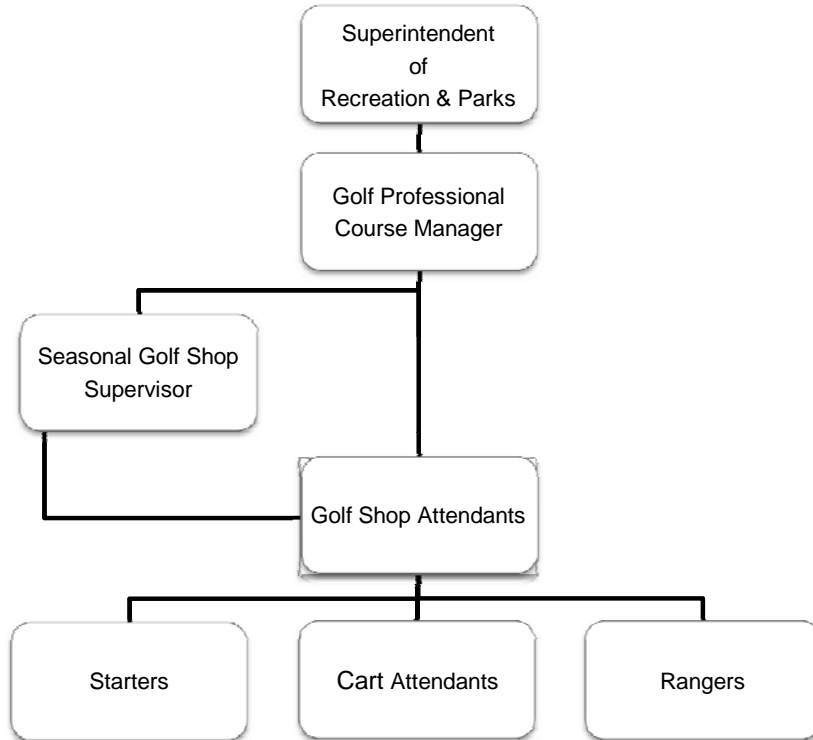 Superintendent
of
Recreation & Parks
Golf Professional
Course Manager
Seasonal Golf Shop
Supervisor
Golf Shop Attendants
Starters
Cart Attendants
Rangers